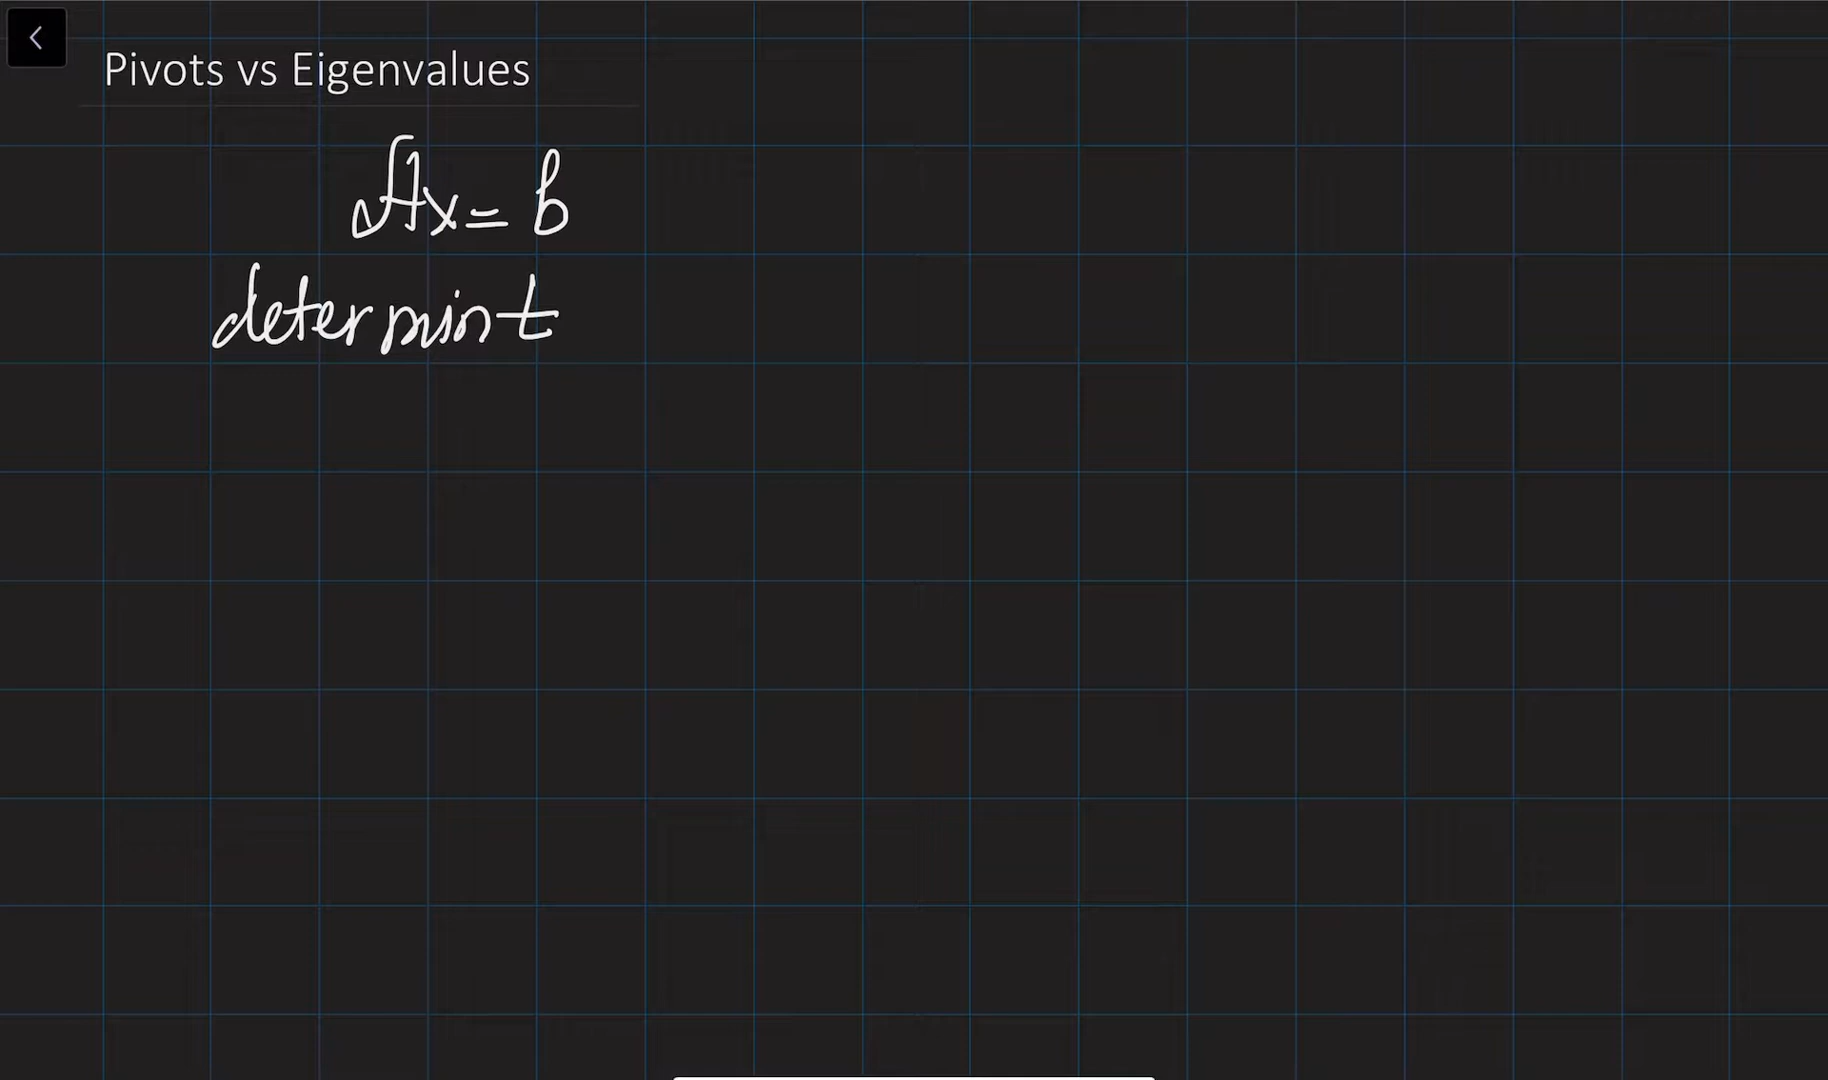 Pivots vs Eigenvalues
Ax = b
determint